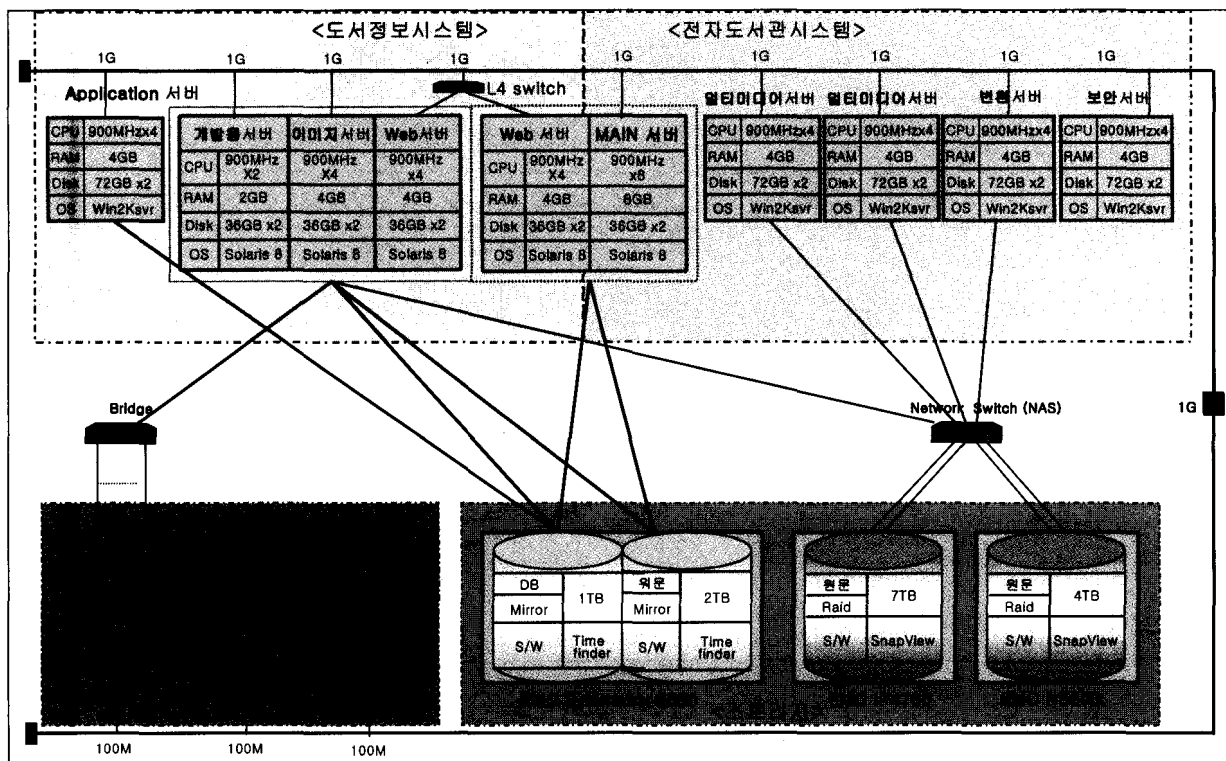 <도서정보시스템> <전자도서관시스템>
1G 1G 1G 1G 1G 1G 1G 1G 1G
L4 switch
Application 서버
CPU 900MHzx4
RAM 4GB
Disk 72GB x2
OS Win2Ksvr
개발용서버 이미지서버 Web서버
CPU 900MHz X2 900MHz X4 900MHz x4
RAM 2GB 4GB 4GB
Disk 36GB x2 36GB x2 36GB x2
OS Solaris 8 Solaris 8 Solaris 8
Web 서버 MAIN 서버
CPU 900MHz X4 900MHz x8
RAM 4GB 8GB
Disk 36GB x2 36GB x2
OS Solaris 8 Solaris 8
멀티미디어서버 멀티미디어서버 변환서버 보안서버
CPU 900MHzx4 CPU 900MHzx4 CPU 900MHzx4 CPU 900MHzx4
RAM 4GB RAM 4GB RAM 4GB RAM 4GB
Disk 72GB x2 Disk 72GB x2 Disk 72GB x2 Disk 72GB x2
OS Win2Ksvr OS Win2Ksvr OS Win2Ksvr OS Win2Ksvr
Bridge
Network Switch (NAS)
1G
DB 1TB
Mirror
S/W Time finder
원문 2TB
Mirror
S/W Time finder
원문 7TB
Raid
S/W SnapView
원문 4TB
Raid
S/W SnapView
100M 100M 100M